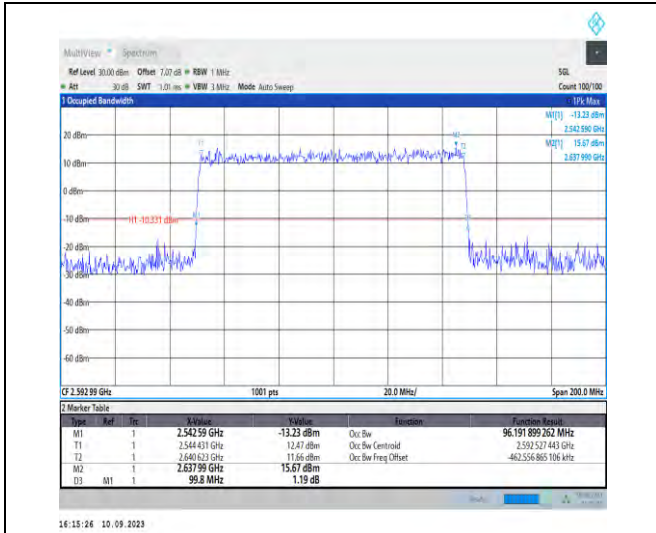 MultiView Spectrum
Ref Level 30.00 dBm Offset 7.07 dB RBW 1 MHz SGL
Att 30 dB SWT 1.01 ms VBW 3 MHz Mode Auto Sweep Count 100/100
1 Occupied Bandwidth 1Pk Max
M1[1] -13.23 dBm
2.542 590 GHz
20 dBm M2[1] 15.67 dBm
2.637 990 GHz
10 dBm
0 dBm
-10 dBm H1 -10.331 dBm
-20 dBm
-30 dBm
-40 dBm
-50 dBm
-60 dBm
CF 2.592 99 GHz 1001 pts 20.0 MHz/ Span 200.0 MHz
2 Marker Table
Type Ref Trc X-Value Y-Value Function Function Result
M1 1 2.542 59 GHz -13.23 dBm Occ Bw 96.191 899 262 MHz
T1 1 2.544 431 GHz 12.47 dBm Occ Bw Centroid 2.592 527 443 GHz
T2 1 2.640 623 GHz 11.66 dBm Occ Bw Freq Offset -462.556 865 106 kHz
M2 1 2.637 99 GHz 15.67 dBm
D3 M1 1 99.8 MHz 1.19 dB
16:15:26 10.09.2023